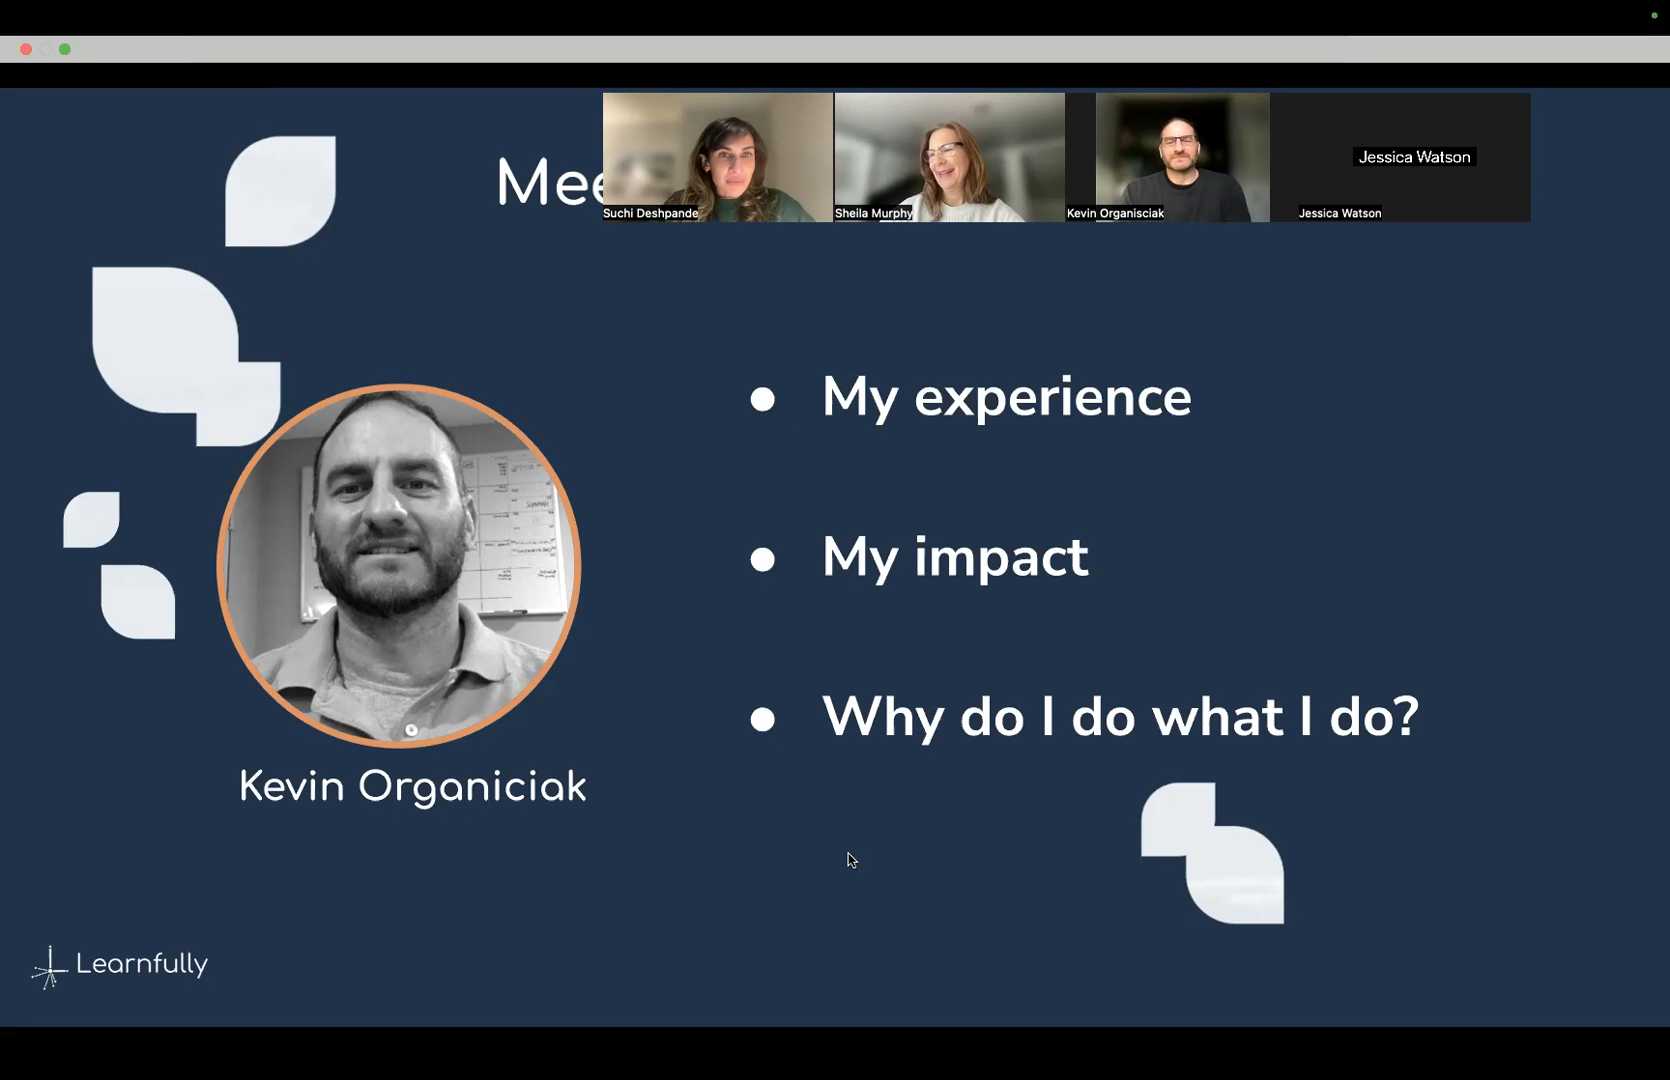 Mee
Suchi Deshpande
Sheila Murphy
Kevin Organisciak
Jessica Watson
Jessica Watson
My experience
My impact
Why do I do what I do?
Kevin Organiciak
Learnfully